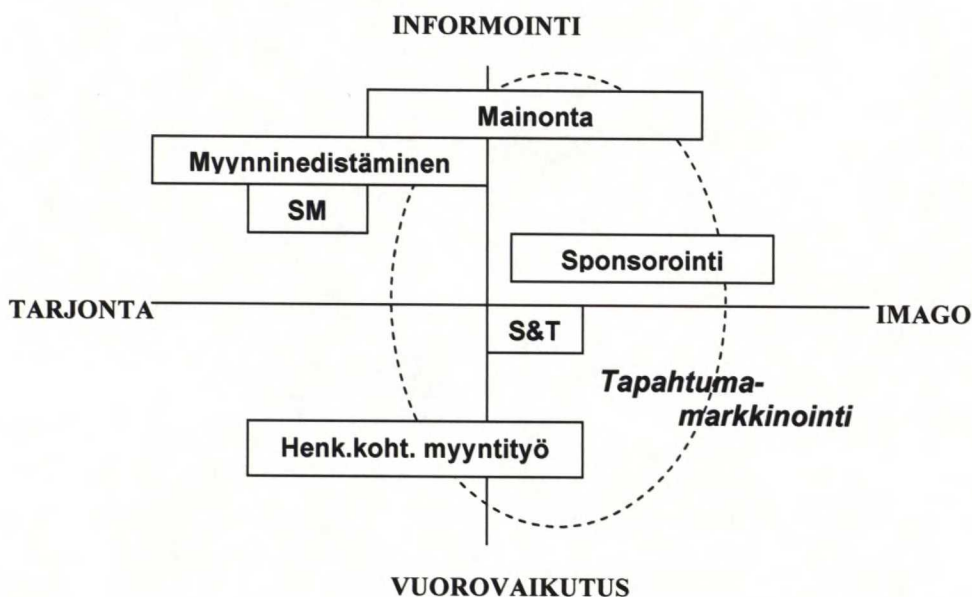 INFORMOINTI
Mainonta
Myynninedistäminen
SM
Sponsorointi
TARJONTA
IMAGO
S&T
Tapahtuma-
markkinointi
Henk.koht. myyntityö
VUOROVAIKUTUS